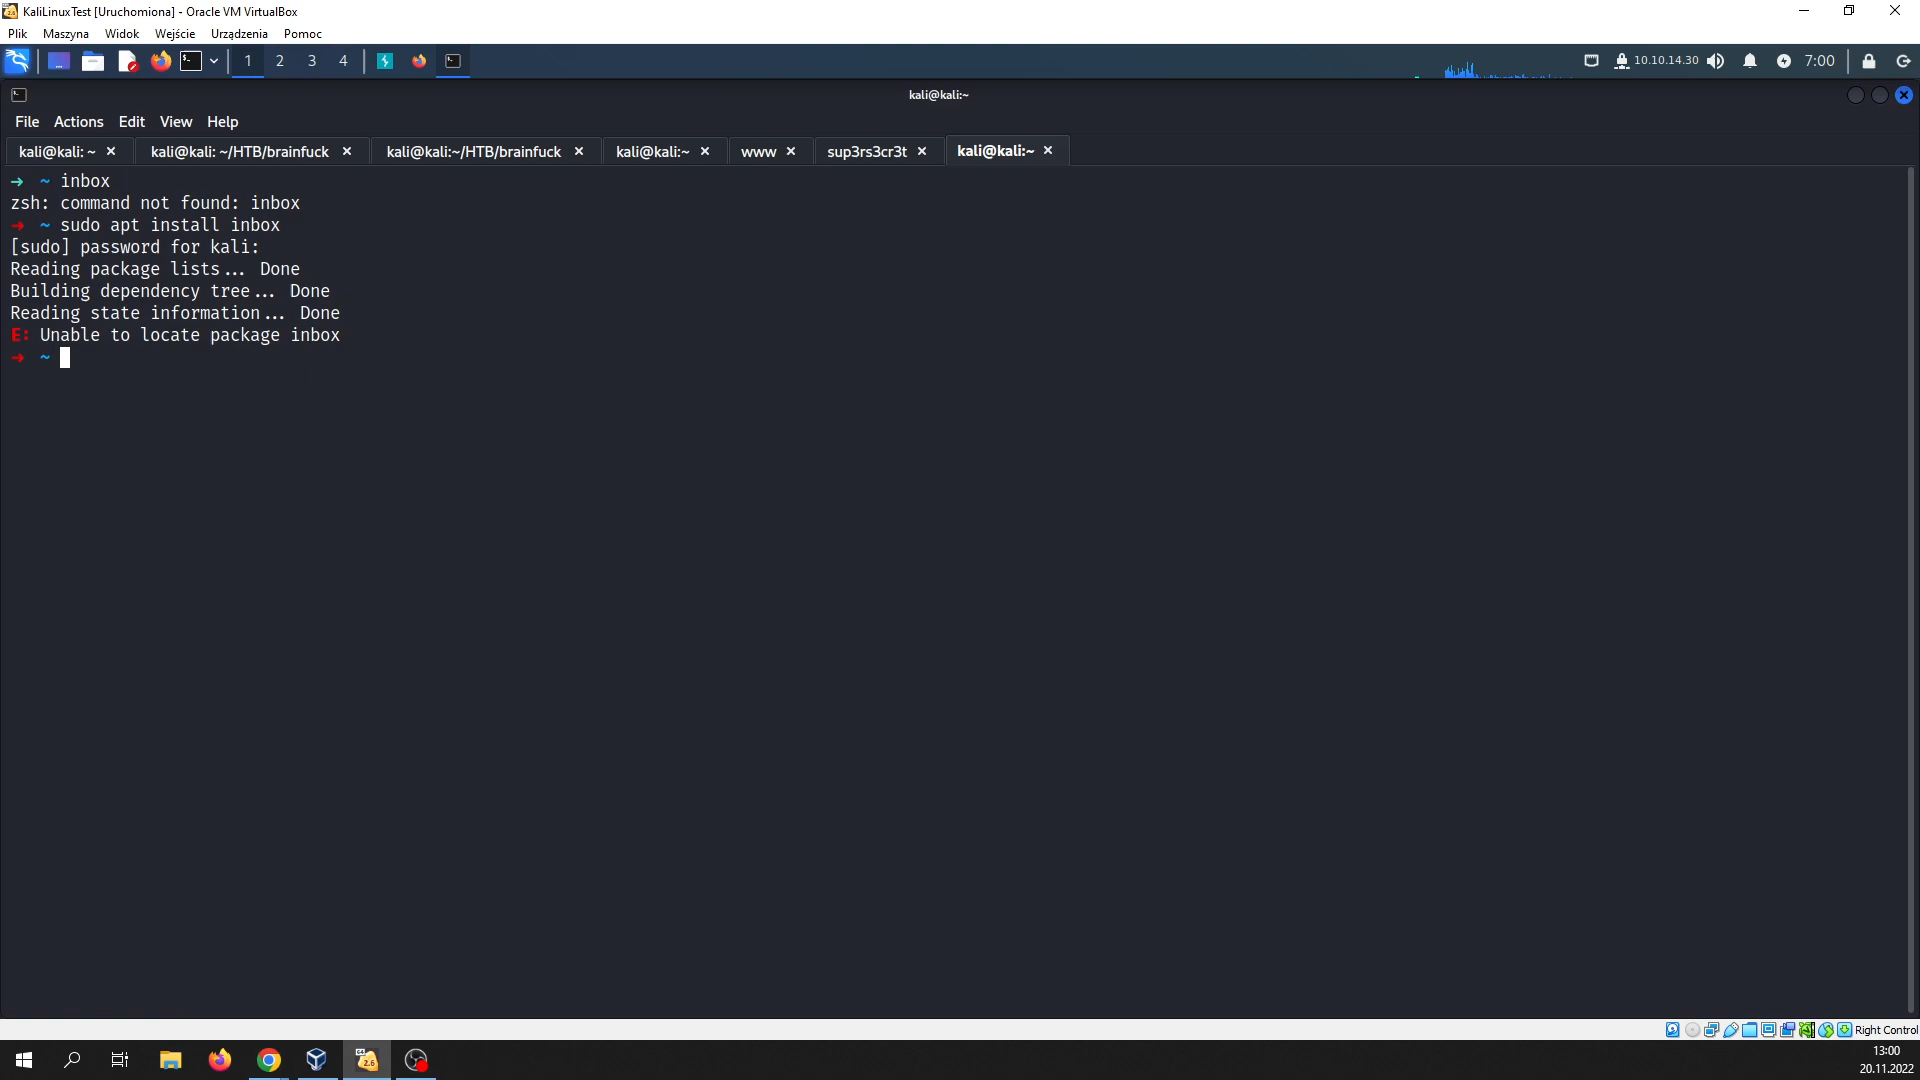 KaliLinuxTest [Uruchomiona] - Oracle VM VirtualBox
Plik Maszyna Widok Wejście Urządzenia Pomoc
1 2 3 4 10.10.14.30 7:00
kali@kali:~
File Actions Edit View Help
kali@kali: ~ kali@kali: ~/HTB/brainfuck kali@kali:~/HTB/brainfuck kali@kali:~ www sup3rs3cr3t kali@kali:~
➜ ~ inbox
zsh: command not found: inbox
➜ ~ sudo apt install inbox
[sudo] password for kali:
Reading package lists... Done
Building dependency tree... Done
Reading state information... Done
E: Unable to locate package inbox
➜ ~
Right Control
13:00
20.11.2022